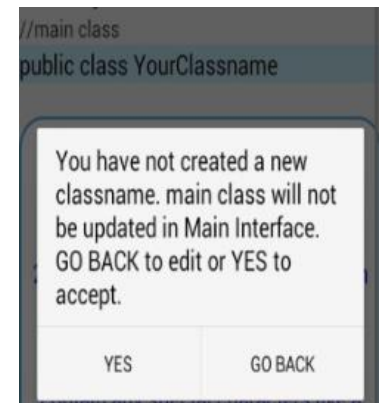 //main class
public class YourClassname
You have not created a new
classname. main class will not
be updated in Main Interface.
GO BACK to edit or YES to
accept.
YES GO BACK